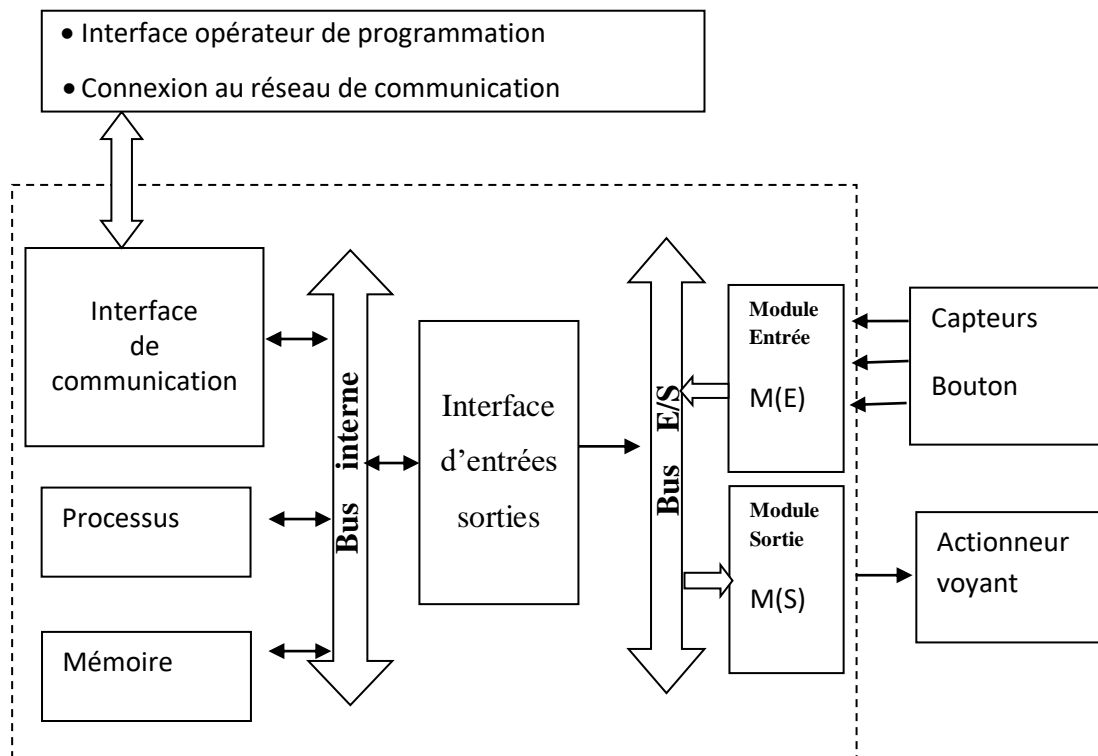 • Interface opérateur de programmation
• Connexion au réseau de communication
Interface
de
communication
Processus
Mémoire
Bus interne
Interface
d'entrées
sorties
Bus E/S
Module
Entrée
M(E)
Module
Sortie
M(S)
Capteurs
Bouton
Actionneur
voyant